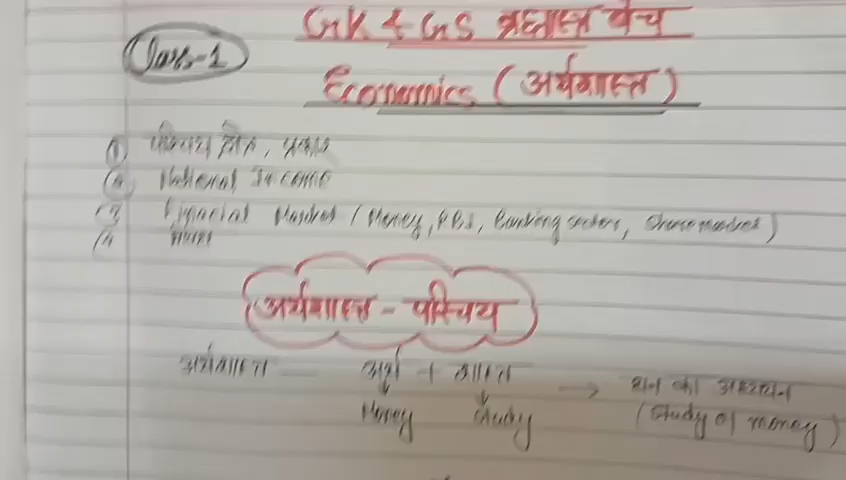 GK & GS ब्रह्मास्त्र बैच
Class-1
Economics (अर्थशास्त्र)
① परिचय, प्रकार
② National Income
③ Financial Market (Money, RBI, Banking sectors, Share market)
④
अर्थशास्त्र - परिचय
अर्थशास्त्र — अर्थ + शास्त्र → धन का अध्ययन
Money Study (Study of money)